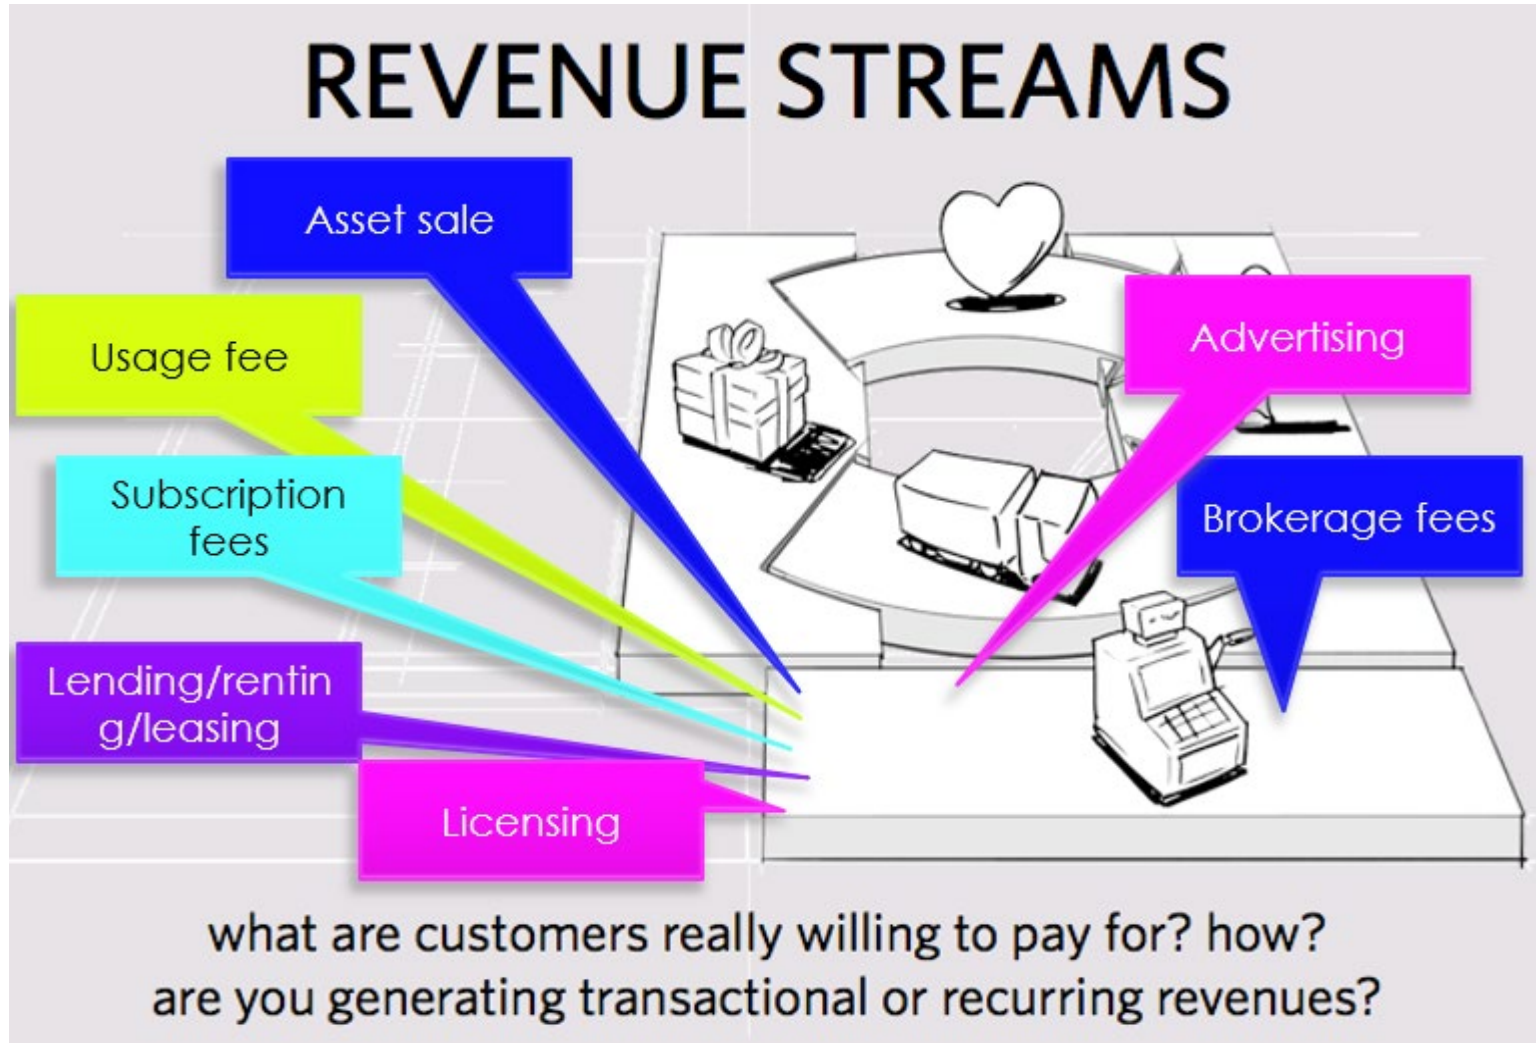 REVENUE STREAMS
Asset sale
Usage fee
Advertising
Subscription
fees
Brokerage fees
Lending/rentin
g/leasing
Licensing
what are customers really willing to pay for? how?
are you generating transactional or recurring revenues?